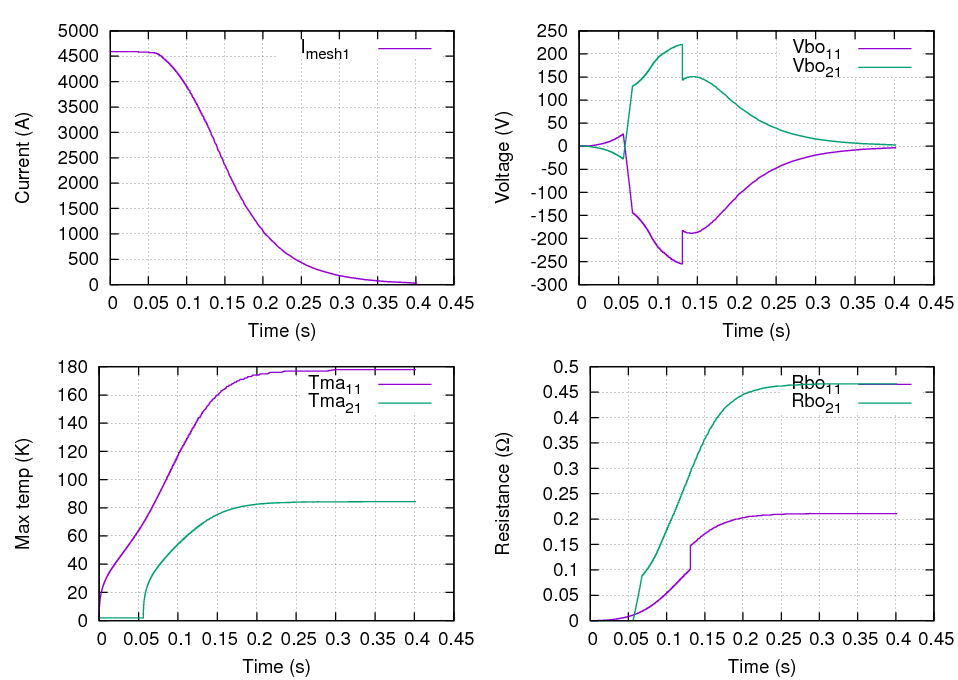 5000
4500
4000
3500
3000
2500
2000
1500
1000
500
0
0 0.05 0.1 0.15 0.2 0.25 0.3 0.35 0.4 0.45
Current (A)
Time (s)
Imesh1
250
200
150
100
50
0
-50
-100
-150
-200
-250
-300
0 0.05 0.1 0.15 0.2 0.25 0.3 0.35 0.4 0.45
Voltage (V)
Time (s)
Vbo11
Vbo21
180
160
140
120
100
80
60
40
20
0
0 0.05 0.1 0.15 0.2 0.25 0.3 0.35 0.4 0.45
Max temp (K)
Time (s)
Tma11
Tma21
0.5
0.45
0.4
0.35
0.3
0.25
0.2
0.15
0.1
0.05
0
0 0.05 0.1 0.15 0.2 0.25 0.3 0.35 0.4 0.45
Resistance (Ω)
Time (s)
Rbo11
Rbo21